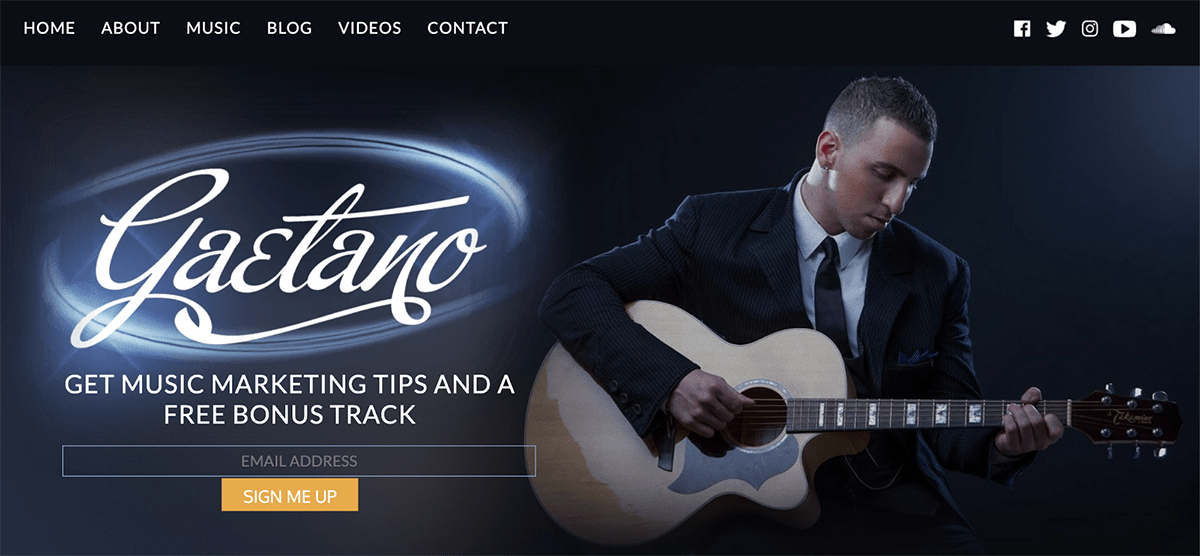 HOME ABOUT MUSIC BLOG VIDEOS CONTACT
Gaetano
GET MUSIC MARKETING TIPS AND A
FREE BONUS TRACK
EMAIL ADDRESS
SIGN ME UP
Takamine